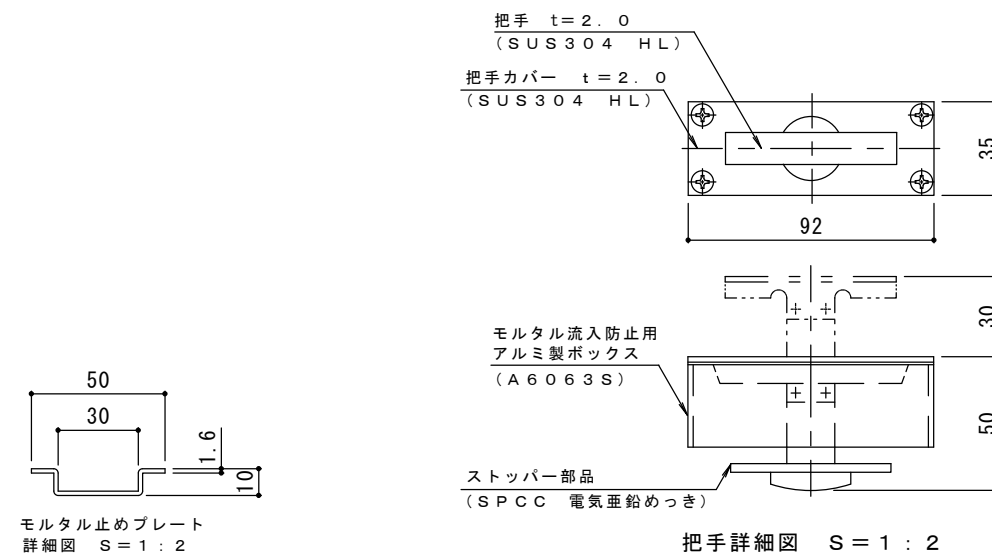 把手 t=2.0
(SUS304 HL)
把手カバー t=2.0
(SUS304 HL)
35
92
30
モルタル流入防止用
アルミ製ボックス
(A6063S)
50
ストッパー部品
(SPCC 電気亜鉛めっき)
把手詳細図 S=1:2
50
30
1.6
10
モルタル止めプレート
詳細図 S=1:2